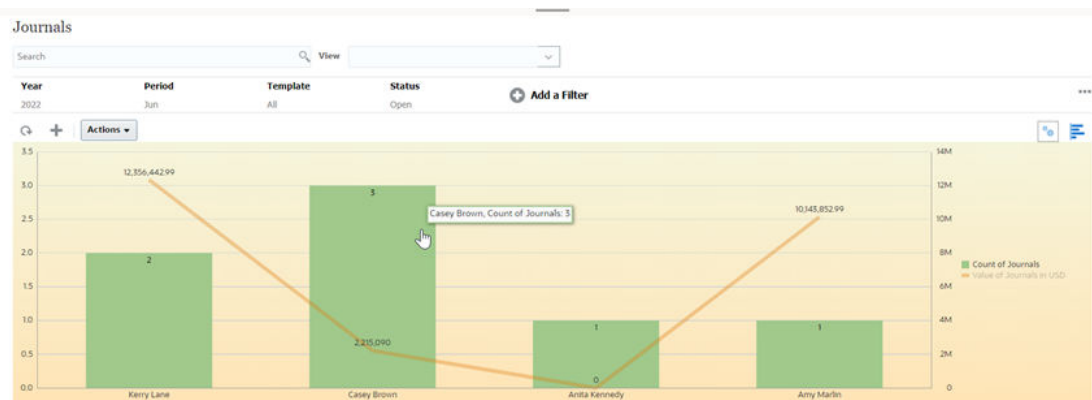 Journals
Search View
Year Period Template Status
2022 Jun All Open
Add a Filter
Actions
3.5 14M
12,356,442.99
3.0 3 12M
Casey Brown, Count of Journals: 3
10,143,852.99
2.5 10M
2.0 2 8M
Count of Journals
Value of Journals in USD
1.5 6M
1.0 1 1 4M
2,215,090
0.5 2M
0
0.0 0
Kerry Lane Casey Brown Anita Kennedy Amy Marlin